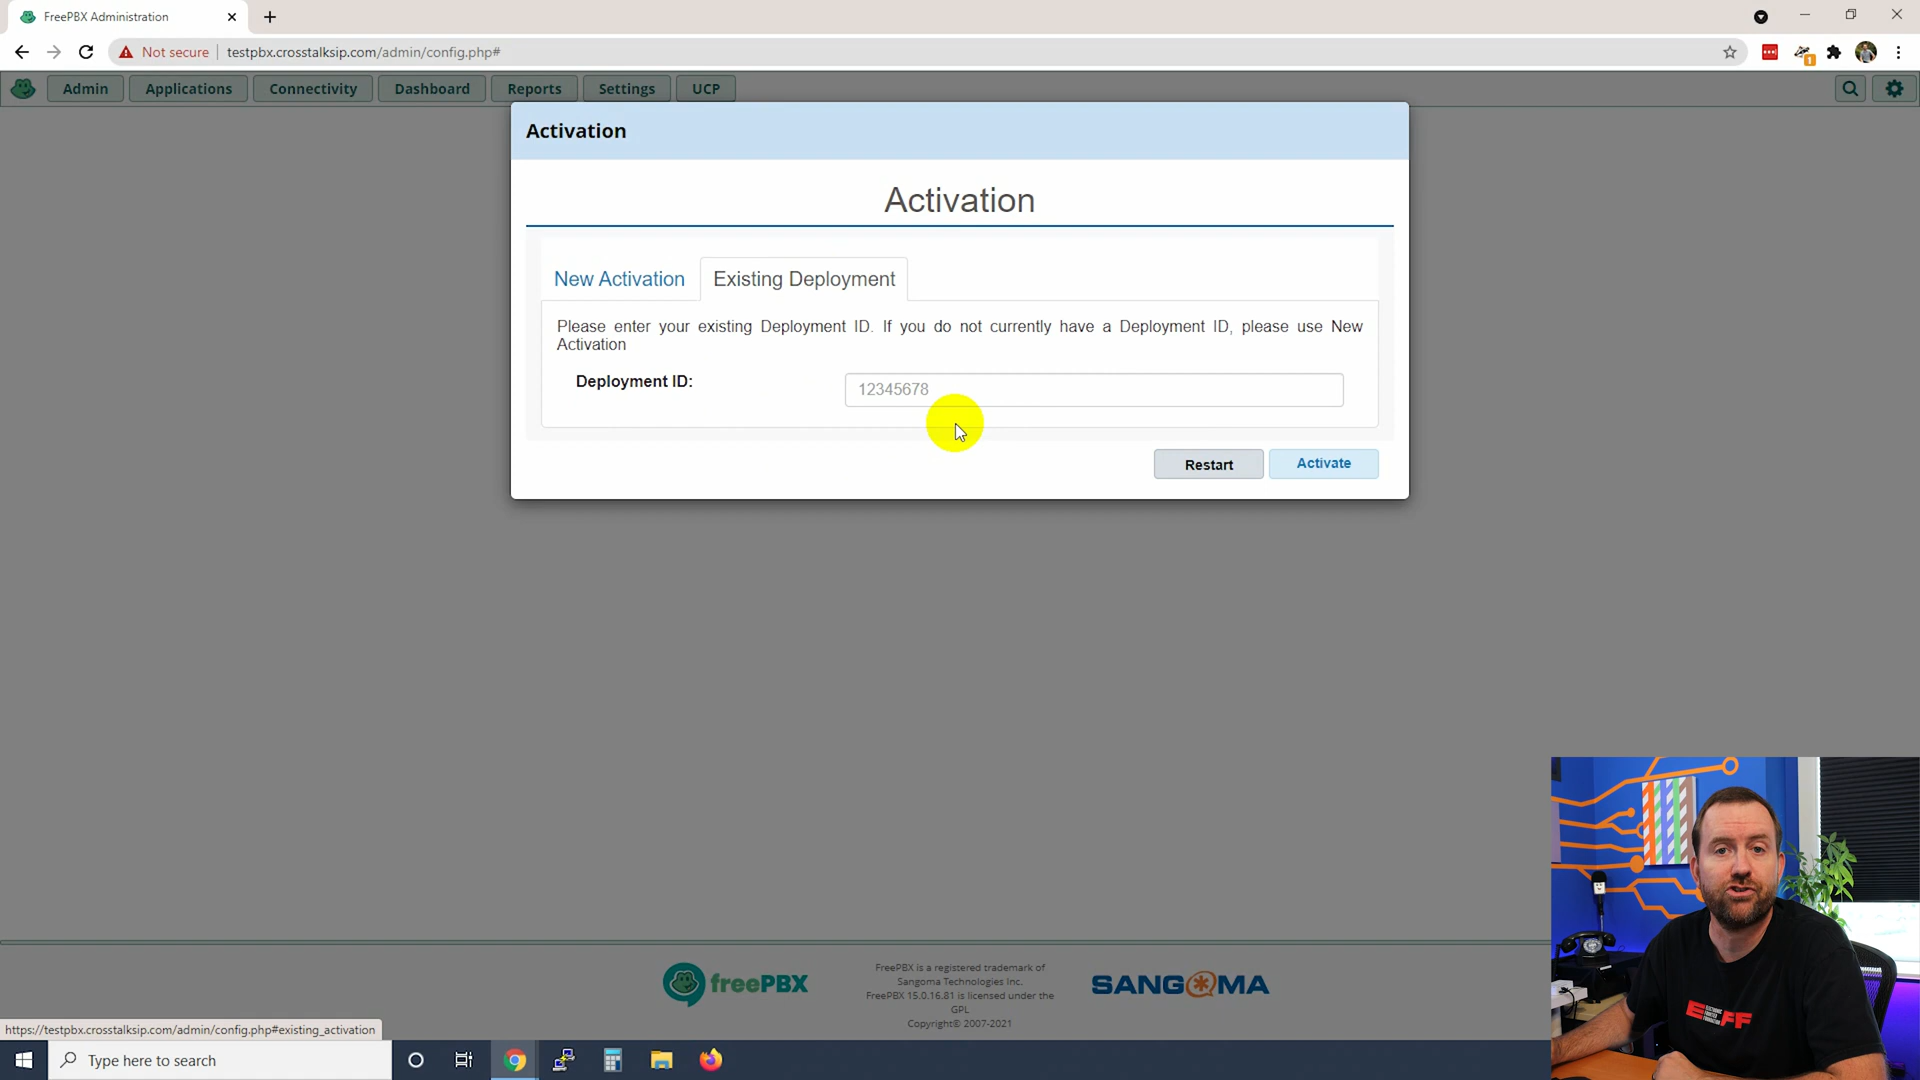 FreePBX Administration
Not secure
testpbx.crosstalksip.com/admin/config.php#
1
Admin
Applications
Connectivity
Dashboard
Reports
Settings
UCP
Activation
Activation
New Activation
Existing Deployment
Please enter your existing Deployment ID. If you do not currently have a Deployment ID, please use New
Activation
Deployment ID:
12345678
Restart
Activate
freePBX
FreePBX is a registered trademark of
Sangoma Technologies Inc.
FreePBX 15.0.16.81 is licensed under the
GPL
Copyright© 2007-2021
SANGOMA
https://testpbx.crosstalksip.com/admin/config.php#existing_activation
Type here to search
EFF